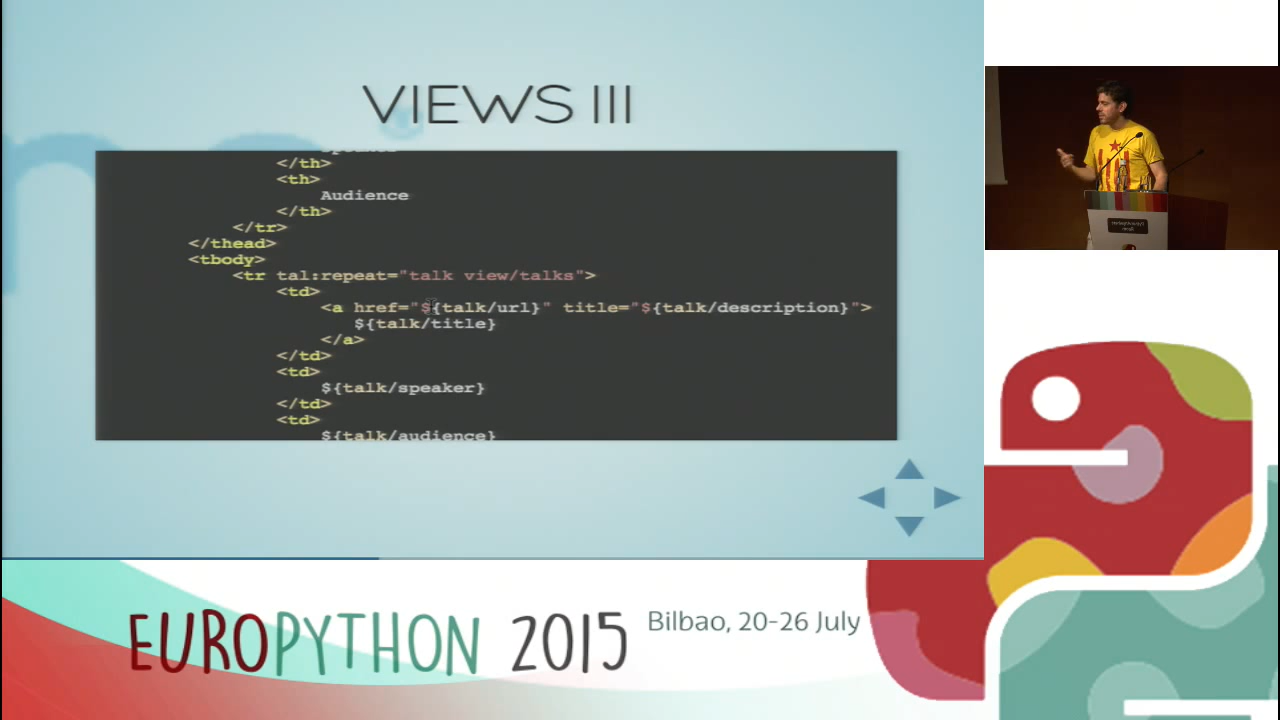 VIEWS III
</th>
<th>
Audience
</th>
</tr>
</thead>
<tbody>
<tr tal:repeat="talk view/talks">
<td>
<a href="${talk/url}" title="${talk/description}">
${talk/title}
</a>
</td>
<td>
${talk/speaker}
</td>
<td>
${talk/audience}
EUROPYTHON 2015
Bilbao, 20-26 July